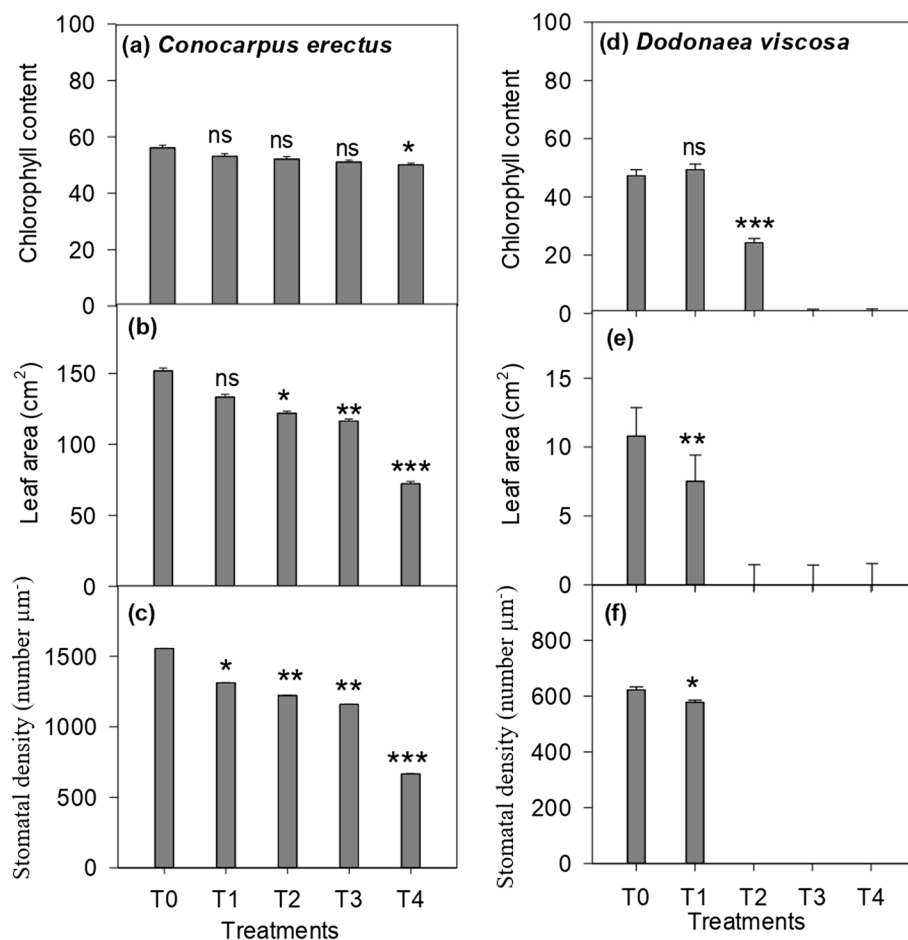 (a) Conocarpus erectus
Chlorophyll content
100
80
60
40
20
0
ns
ns
ns
*
(b)
Leaf area (cm²)
150
100
50
0
ns
*
**
***
(c)
Stomatal density (number μm⁻)
1500
1000
500
0
*
**
**
***
T0 T1 T2 T3 T4
Treatments
(d) Dodonaea viscosa
Chlorophyll content
100
80
60
40
20
0
ns
***
(e)
Leaf area (cm²)
15
10
5
0
**
(f)
Stomatal density (number μm⁻)
800
600
400
200
0
*
T0 T1 T2 T3 T4
Treatments